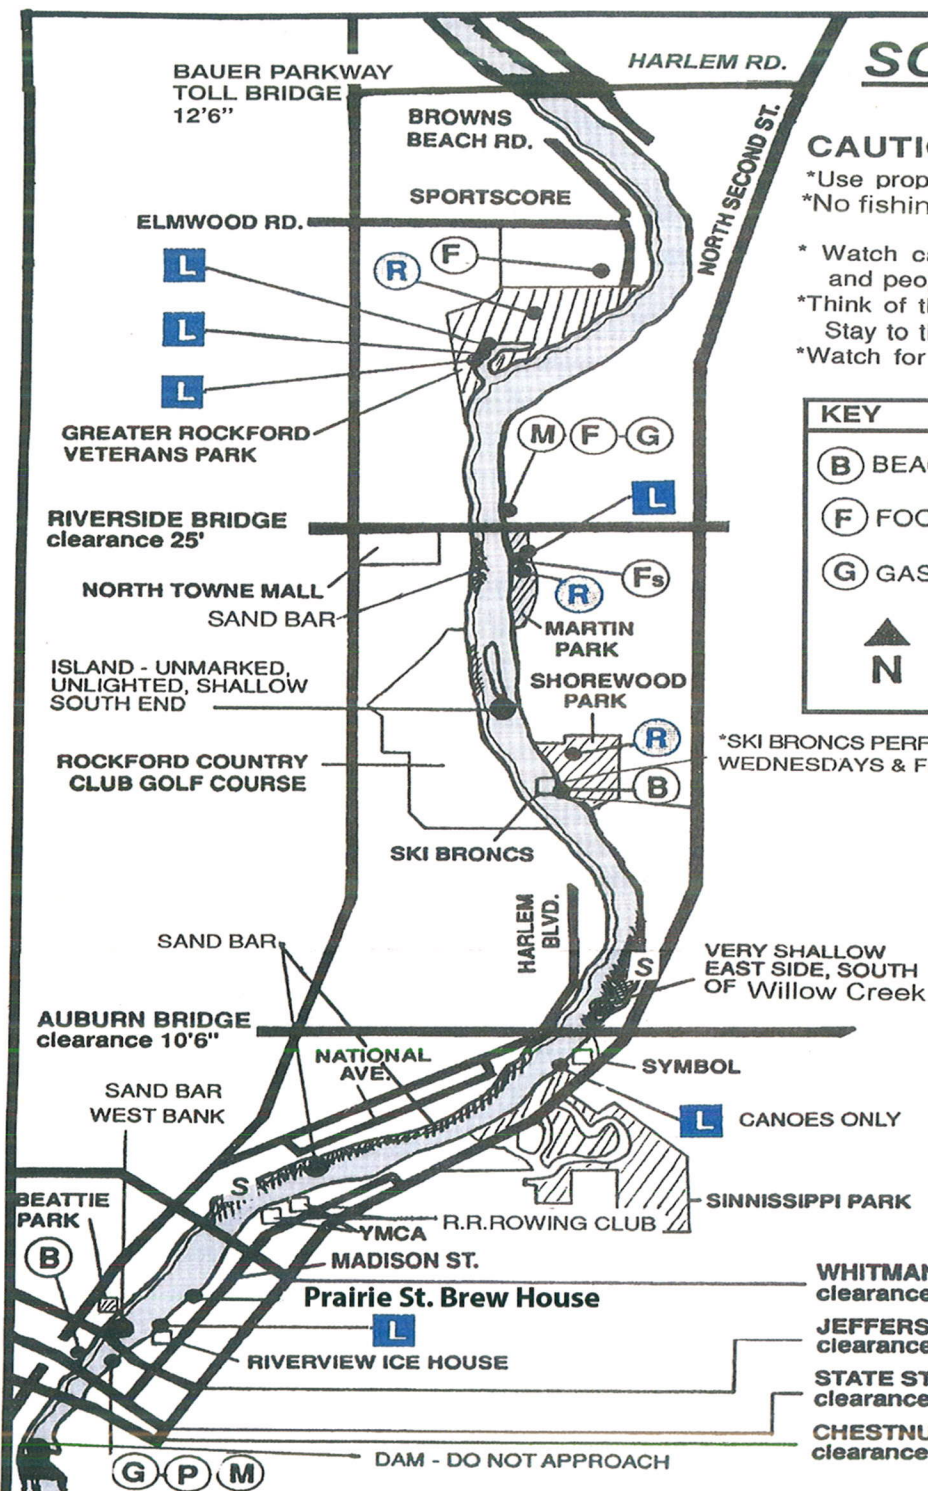 HARLEM RD.
SC
BAUER PARKWAY
TOLL BRIDGE
12'6"
BROWNS
BEACH RD.
NORTH SECOND ST.
CAUTIO
*Use prop
*No fishin
SPORTSCORE
ELMWOOD RD.
L
R
F
* Watch ca
and peo
*Think of th
Stay to th
*Watch for
L
L
GREATER ROCKFORD
VETERANS PARK
M F G
KEY
B BEA
F FOO
G GAS
N
L
RIVERSIDE BRIDGE
clearance 25'
NORTH TOWNE MALL
SAND BAR
Fs
R
MARTIN
PARK
ISLAND - UNMARKED,
UNLIGHTED, SHALLOW
SOUTH END
SHOREWOOD
PARK
R
*SKI BRONCS PERF
WEDNESDAYS & F
ROCKFORD COUNTRY
CLUB GOLF COURSE
B
SKI BRONCS
HARLEM
BLVD.
SAND BAR
S
VERY SHALLOW
EAST SIDE, SOUTH
OF Willow Creek
AUBURN BRIDGE
clearance 10'6"
NATIONAL
AVE.
SYMBOL
SAND BAR
WEST BANK
L CANOES ONLY
S
BEATTIE
PARK
SINNISSIPPI PARK
R.R.ROWING CLUB
YMCA
B
MADISON ST.
WHITMAN
clearance
Prairie St. Brew House
L
JEFFERS
clearance
RIVERVIEW ICE HOUSE
STATE ST
clearance
CHESTNU
clearance
DAM - DO NOT APPROACH
G P M